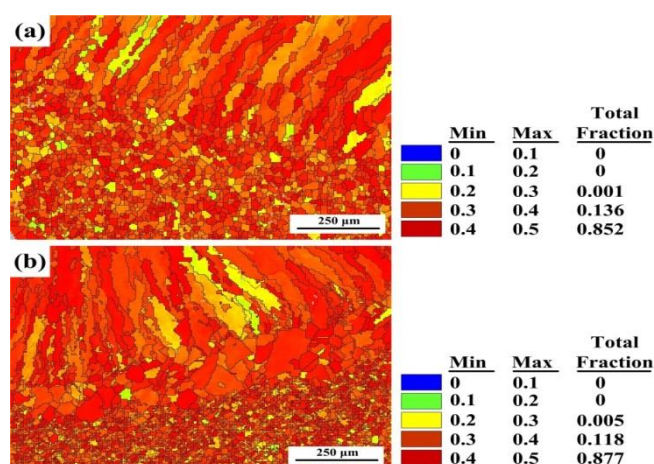 (a)
250 µm
Total
Min Max Fraction
0 0.1 0
0.1 0.2 0
0.2 0.3 0.001
0.3 0.4 0.136
0.4 0.5 0.852
(b)
250 µm
Total
Min Max Fraction
0 0.1 0
0.1 0.2 0
0.2 0.3 0.005
0.3 0.4 0.118
0.4 0.5 0.877